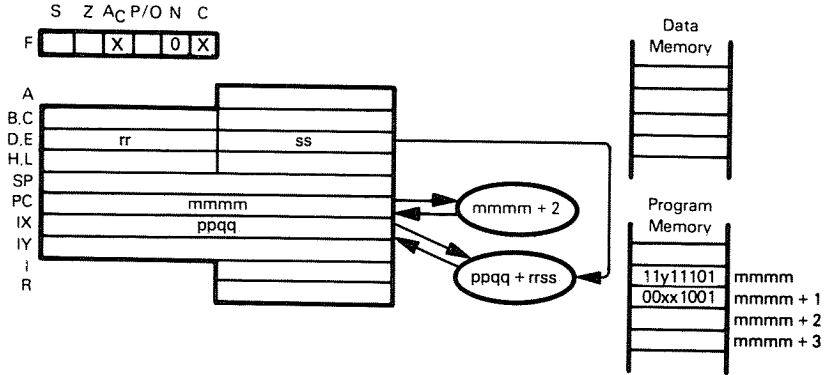 S Z AC P/O N C
F X 0 X
A
B,C
D,E rr ss
H,L
SP
PC mmmm
IX ppqq
IY
I
R
mmmm + 2
ppqq + rrss
Data
Memory
Program
Memory
11y11101 mmmm
00xx1001 mmmm + 1
mmmm + 2
mmmm + 3